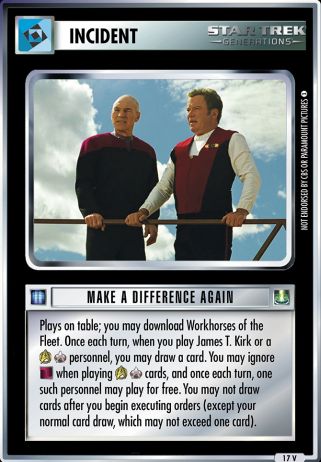 INCIDENT
STAR TREK
GENERATIONS
NOT ENDORSED BY CBS OR PARAMOUNT PICTURES
MAKE A DIFFERENCE AGAIN
Plays on table; you may download Workhorses of the
Fleet. Once each turn, when you play James T. Kirk or a
personnel, you may draw a card. You may ignore
when playing cards, and once each turn, one
such personnel may play for free. You may not draw
cards after you begin executing orders (except your
normal card draw, which may not exceed one card).
17 V